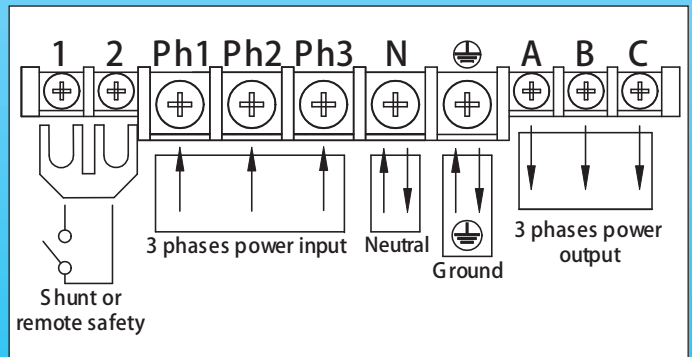 1 2 Ph1 Ph2 Ph3 N A B C
3 phases power input
Neutral
Ground
3 phases power
output
Shunt or
remote safety